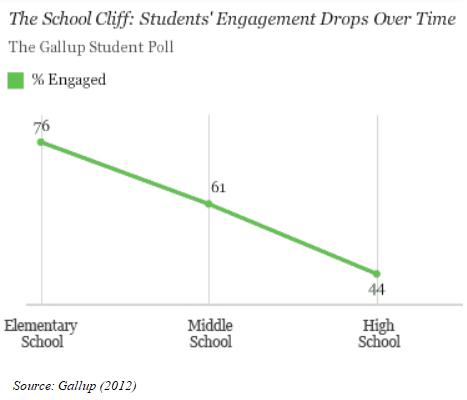 The School Cliff: Students' Engagement Drops Over Time
The Gallup Student Poll
% Engaged
76
61
44
Elementary
School
Middle
School
High
School
Source: Gallup (2012)